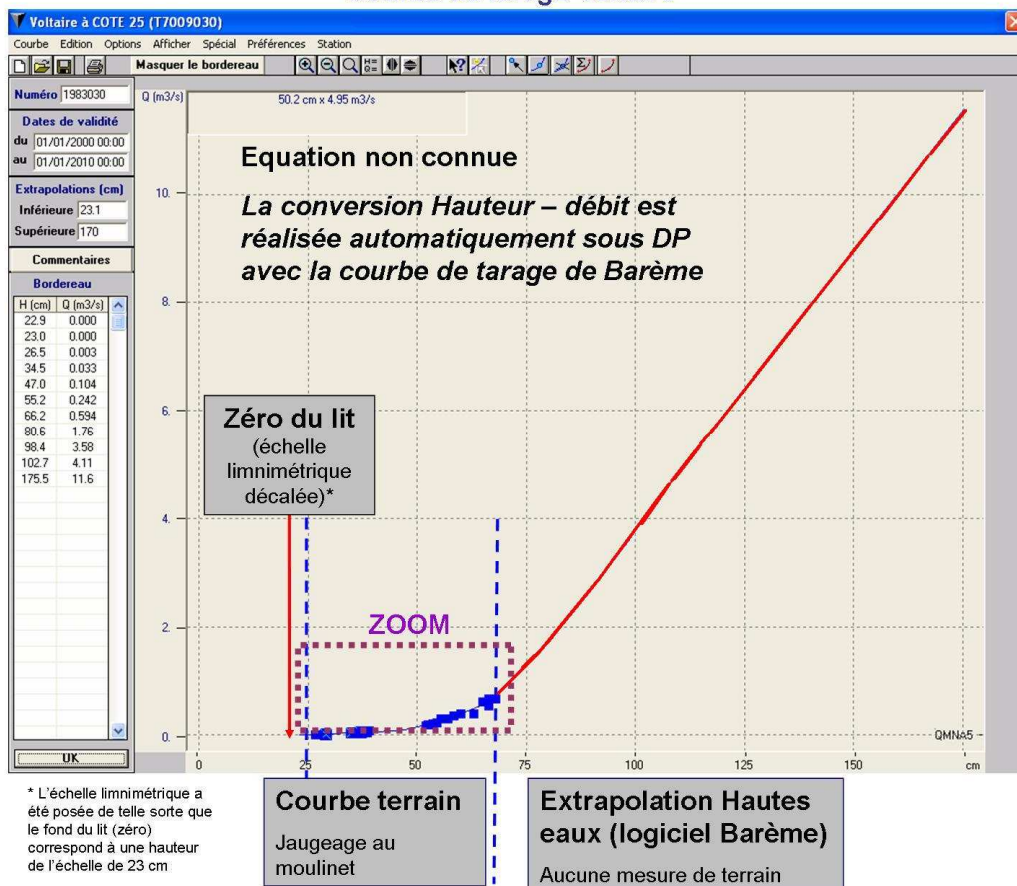 Voltaire à COTE 25 (T7009030)
Courbe Edition Options Afficher Spécial Préférences Station
Masquer le bordereau
Numéro 1983030
Dates de validité
du 01/01/2000 00:00
au 01/01/2010 00:00
Extrapolations (cm)
Inférieure 23.1
Supérieure 170
Commentaires
Bordereau
H (cm) Q (m3/s)
22.9 0.000
23.0 0.000
26.5 0.003
34.5 0.033
47.0 0.104
55.2 0.242
66.2 0.594
80.6 1.76
98.4 3.58
102.7 4.11
175.5 11.6
Q (m3/s)
50.2 cm x 4.95 m3/s
Equation non connue
La conversion Hauteur – débit est
réalisée automatiquement sous DP
avec la courbe de tarage de Barème
10.
8.
6.
4.
2.
0.
Zéro du lit
(échelle
limnimétrique
décalée)*
ZOOM
QMNA5
0 25 50 75 100 125 150 cm
* L'échelle limnimétrique a
été posée de telle sorte que
le fond du lit (zéro)
correspond à une hauteur
de l'échelle de 23 cm
Courbe terrain
Jaugeage au
moulinet
Extrapolation Hautes
eaux (logiciel Barème)
Aucune mesure de terrain